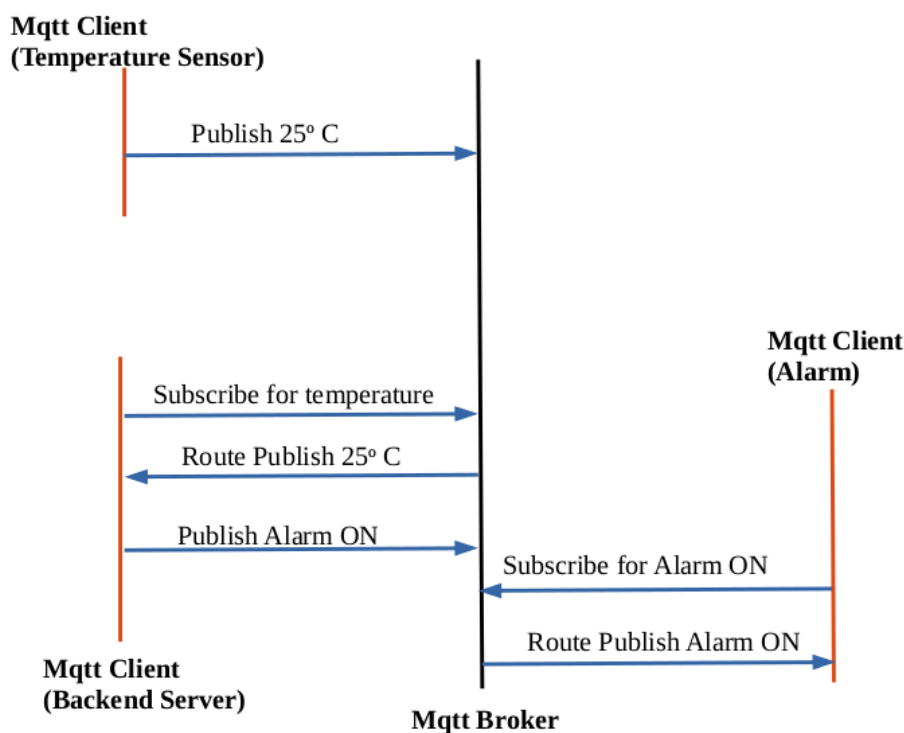 Mqtt Client
(Temperature Sensor)
Publish 25º C
Mqtt Client
(Alarm)
Subscribe for temperature
Route Publish 25º C
Publish Alarm ON
Subscribe for Alarm ON
Route Publish Alarm ON
Mqtt Client
(Backend Server)
Mqtt Broker